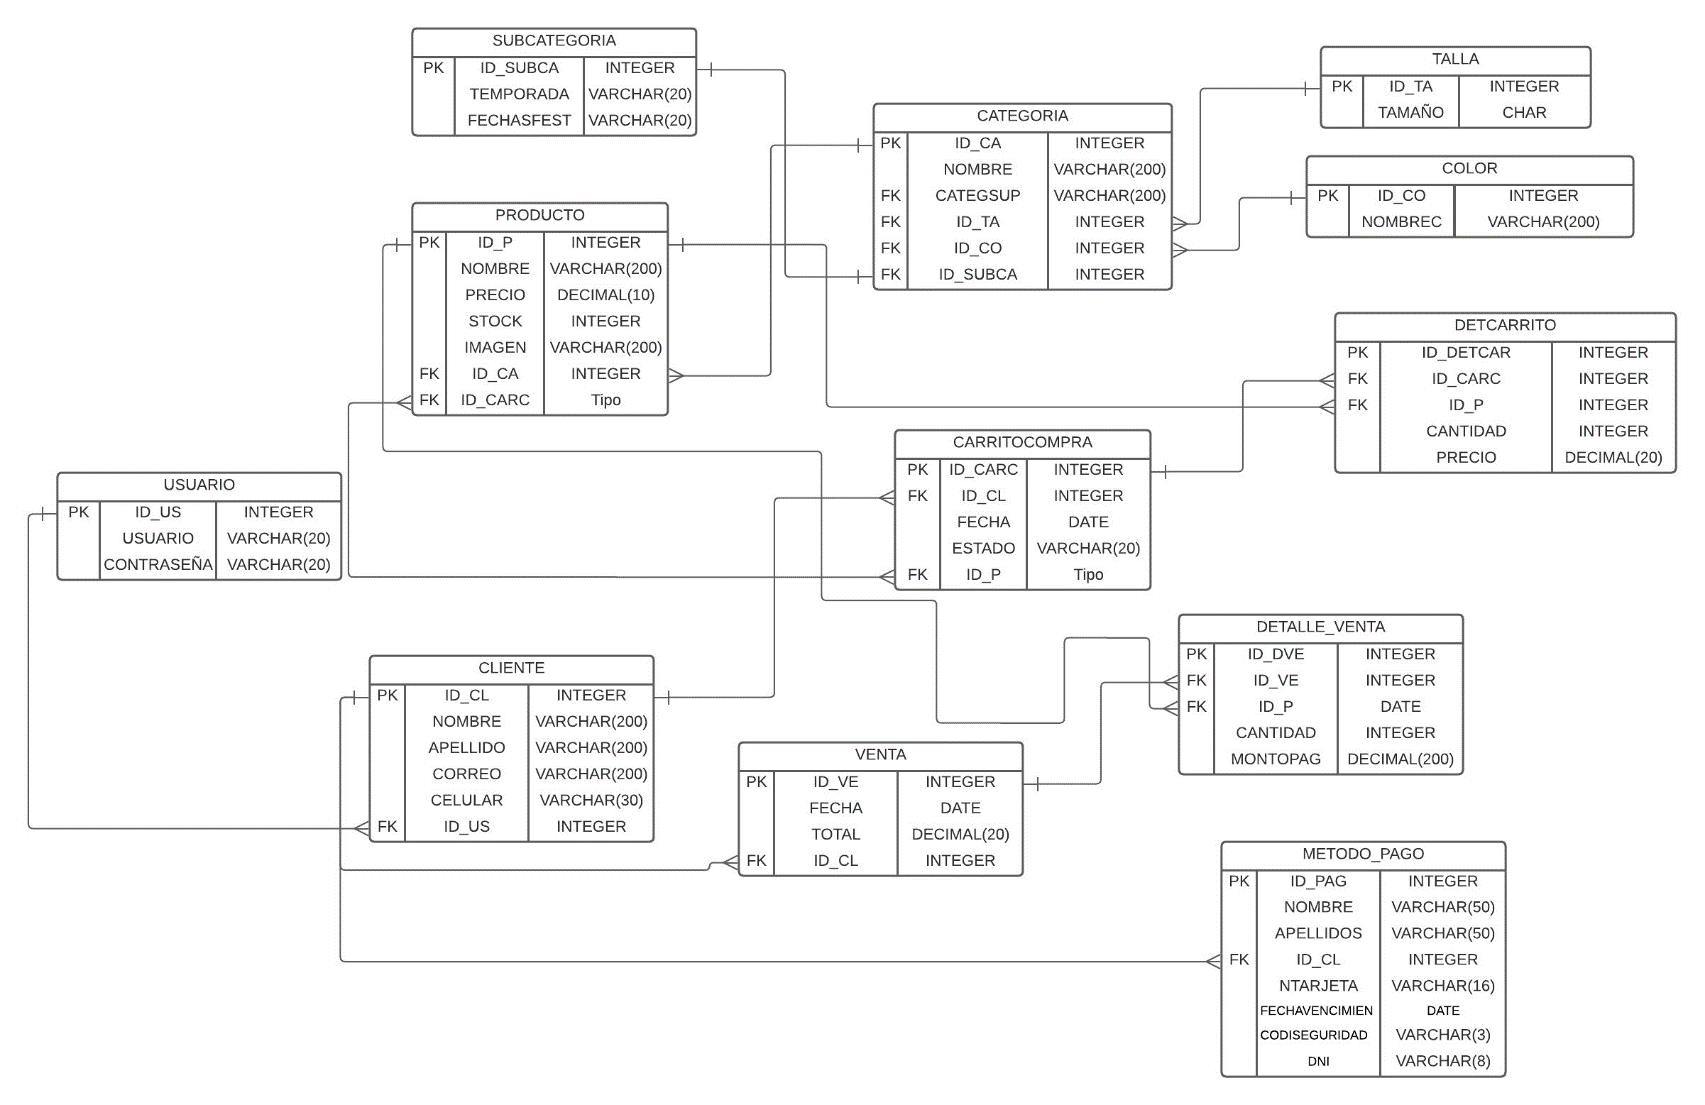 SUBCATEGORIA
PK ID_SUBCA INTEGER
TEMPORADA VARCHAR(20)
FECHASFEST VARCHAR(20)
TALLA
PK ID_TA INTEGER
TAMAÑO CHAR
CATEGORIA
PK ID_CA INTEGER
NOMBRE VARCHAR(200)
FK CATEGSUP VARCHAR(200)
FK ID_TA INTEGER
FK ID_CO INTEGER
FK ID_SUBCA INTEGER
COLOR
PK ID_CO INTEGER
NOMBREC VARCHAR(200)
PRODUCTO
PK ID_P INTEGER
NOMBRE VARCHAR(200)
PRECIO DECIMAL(10)
STOCK INTEGER
IMAGEN VARCHAR(200)
FK ID_CA INTEGER
FK ID_CARC Tipo
DETCARRITO
PK ID_DETCAR INTEGER
FK ID_CARC INTEGER
FK ID_P INTEGER
CANTIDAD INTEGER
PRECIO DECIMAL(20)
CARRITOCOMPRA
PK ID_CARC INTEGER
FK ID_CL INTEGER
FECHA DATE
ESTADO VARCHAR(20)
FK ID_P Tipo
USUARIO
PK ID_US INTEGER
USUARIO VARCHAR(20)
CONTRASEÑA VARCHAR(20)
DETALLE_VENTA
PK ID_DVE INTEGER
FK ID_VE INTEGER
FK ID_P DATE
CANTIDAD INTEGER
MONTOPAG DECIMAL(200)
CLIENTE
PK ID_CL INTEGER
NOMBRE VARCHAR(200)
APELLIDO VARCHAR(200)
CORREO VARCHAR(200)
CELULAR VARCHAR(30)
FK ID_US INTEGER
VENTA
PK ID_VE INTEGER
FECHA DATE
TOTAL DECIMAL(20)
FK ID_CL INTEGER
METODO_PAGO
PK ID_PAG INTEGER
NOMBRE VARCHAR(50)
APELLIDOS VARCHAR(50)
FK ID_CL INTEGER
NTARJETA VARCHAR(16)
FECHAVENCIMIEN DATE
CODISEGURIDAD VARCHAR(3)
DNI VARCHAR(8)